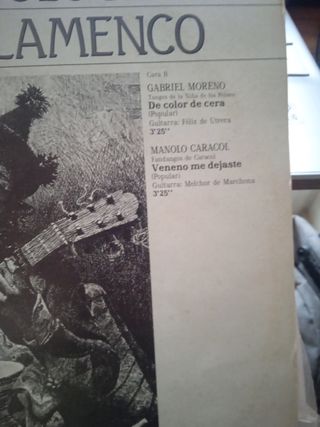 FLAMENCO
Cara B
GABRIEL MORENO
Tangos de la Niña de los Peines
De color de cera
(Popular)
Guitarra: Félix de Utrera
3'25"
MANOLO CARACOL
Fandangos de Caracol
Veneno me dejaste
(Popular)
Guitarra: Melchor de Marchena
3'25"